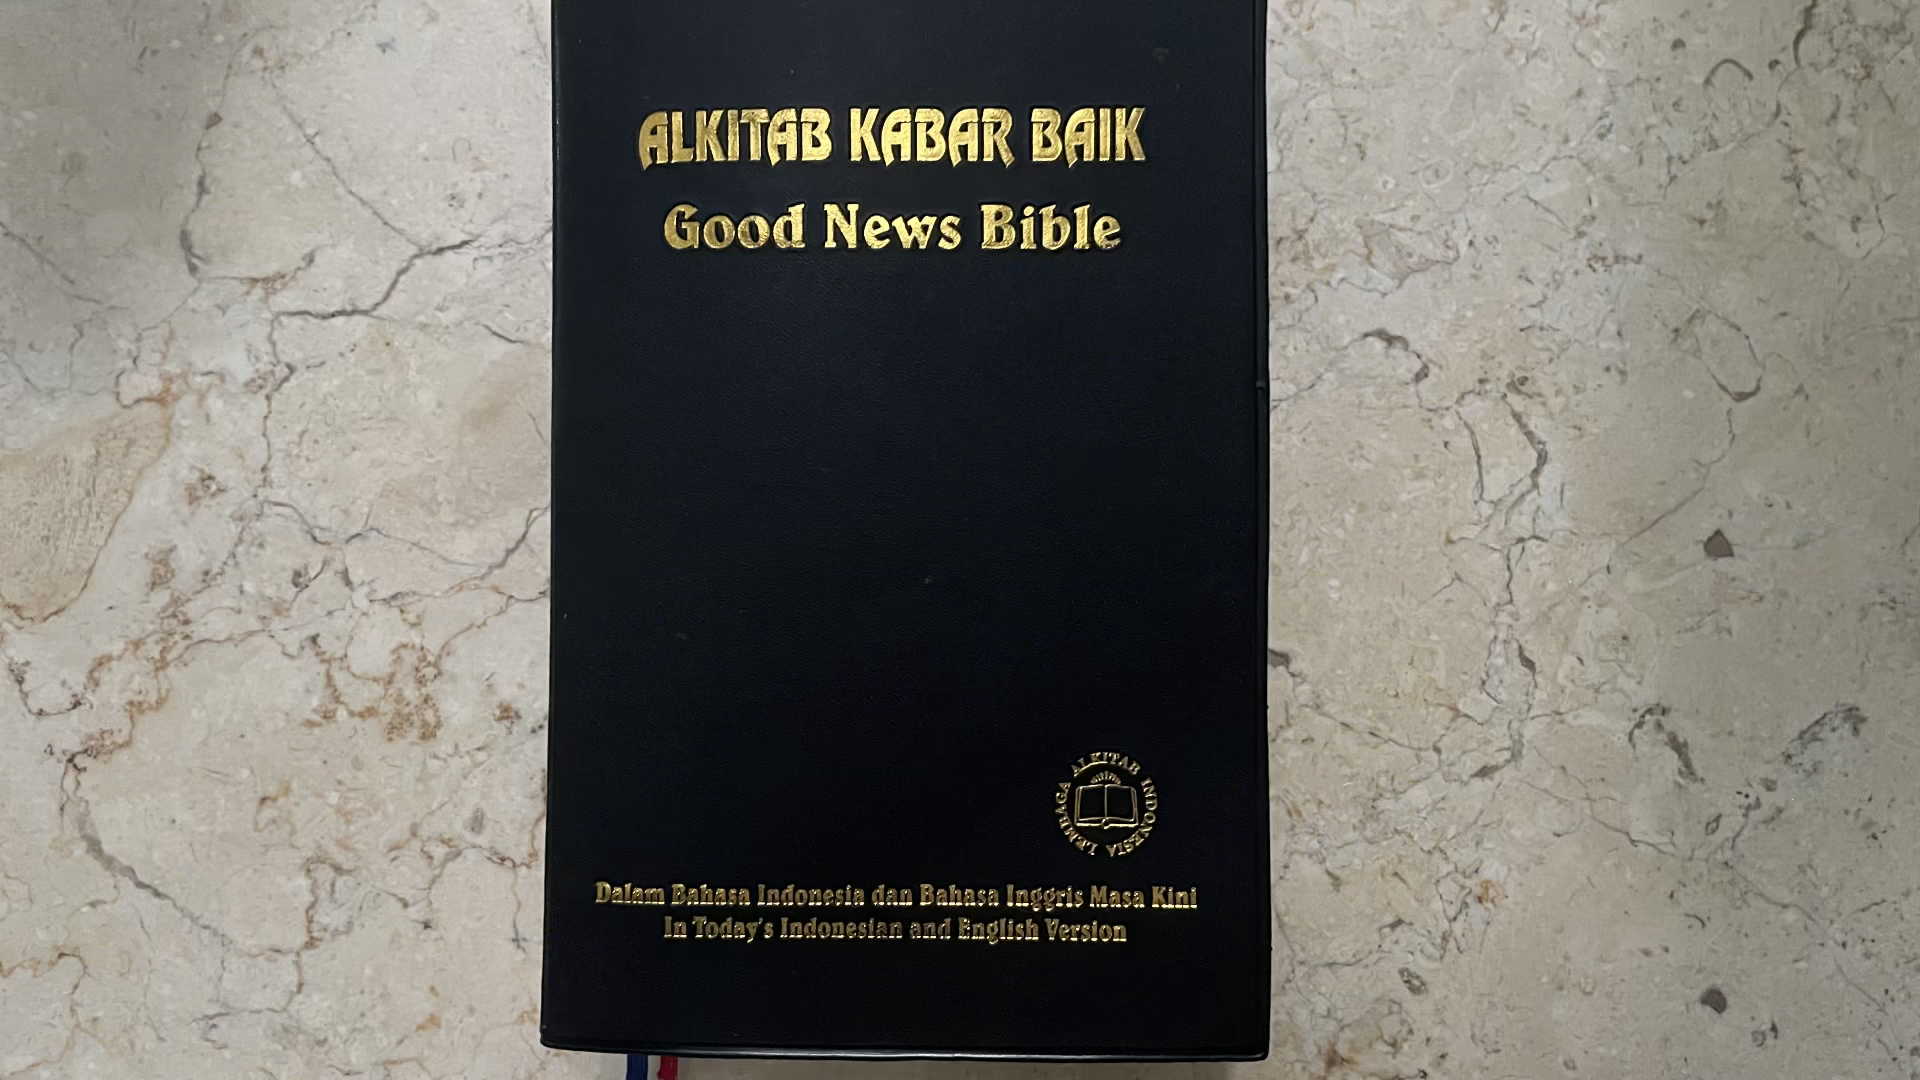 ALKITAB KABAR BAIK
Good News Bible
LEMBAGA ALKITAB INDONESIA
Dalam Bahasa Indonesia dan Bahasa Inggris Masa Kini
In Today's Indonesian and English Version